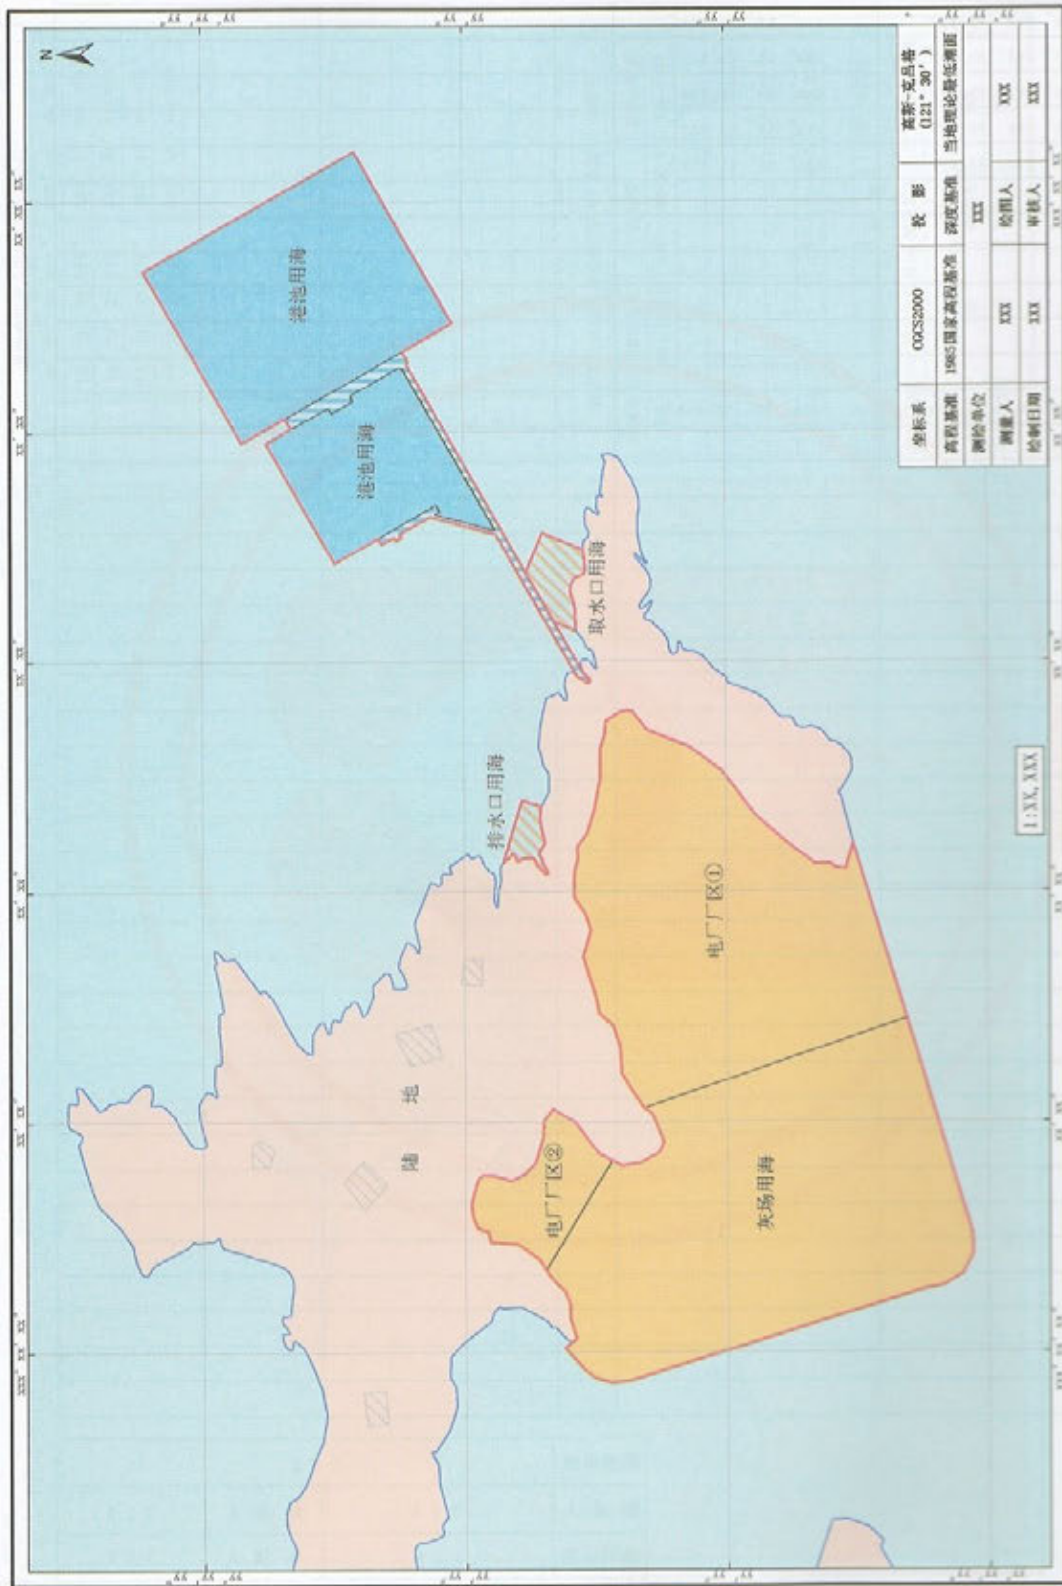 N
港池用海
港池用海
取水口用海
排水口用海
电厂厂区①
陆 地
电厂厂区②
灰场用海
坐标系 CGCS2000 投 影 高斯-克吕格 (121° 30′)
高程基准 1985国家高程基准 深度基准 当地理论最低潮面
测绘单位 XXX
测量人 XXX 绘图人 XXX
绘制日期 XXX 审核人 XXX
1:XX,XXX